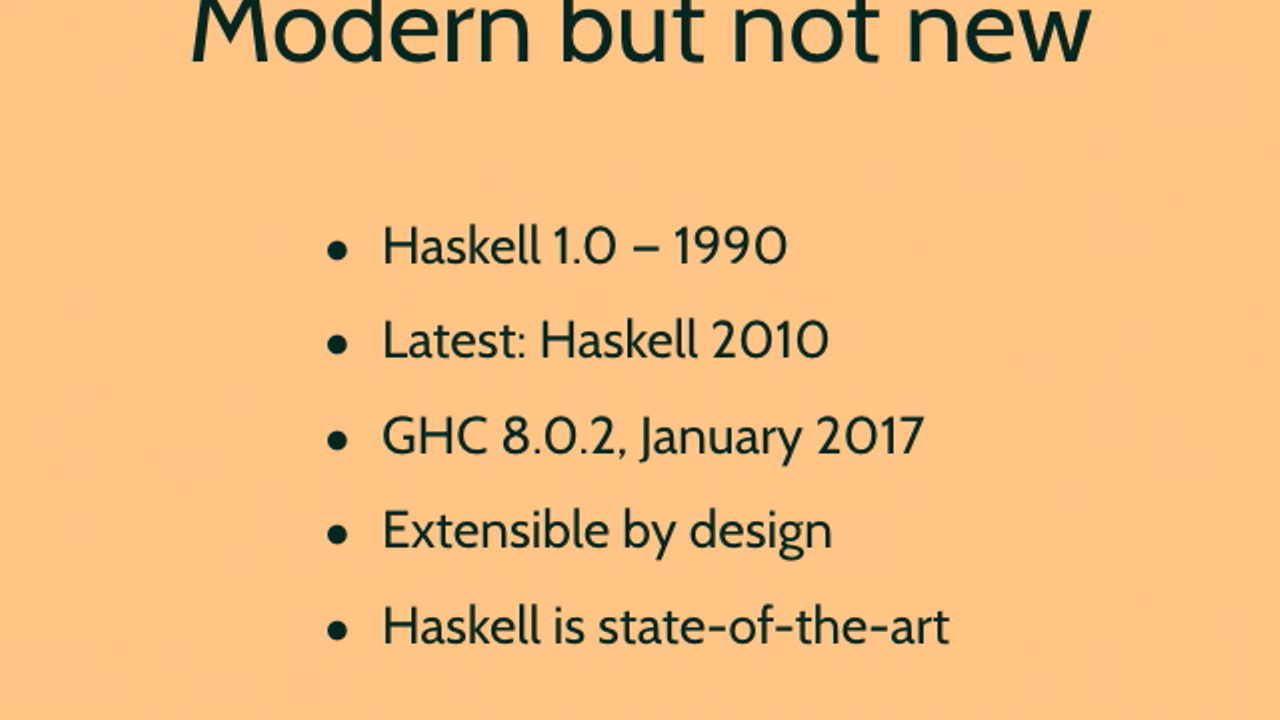 Modern but not new
• Haskell 1.0 – 1990
• Latest: Haskell 2010
• GHC 8.0.2, January 2017
• Extensible by design
• Haskell is state-of-the-art